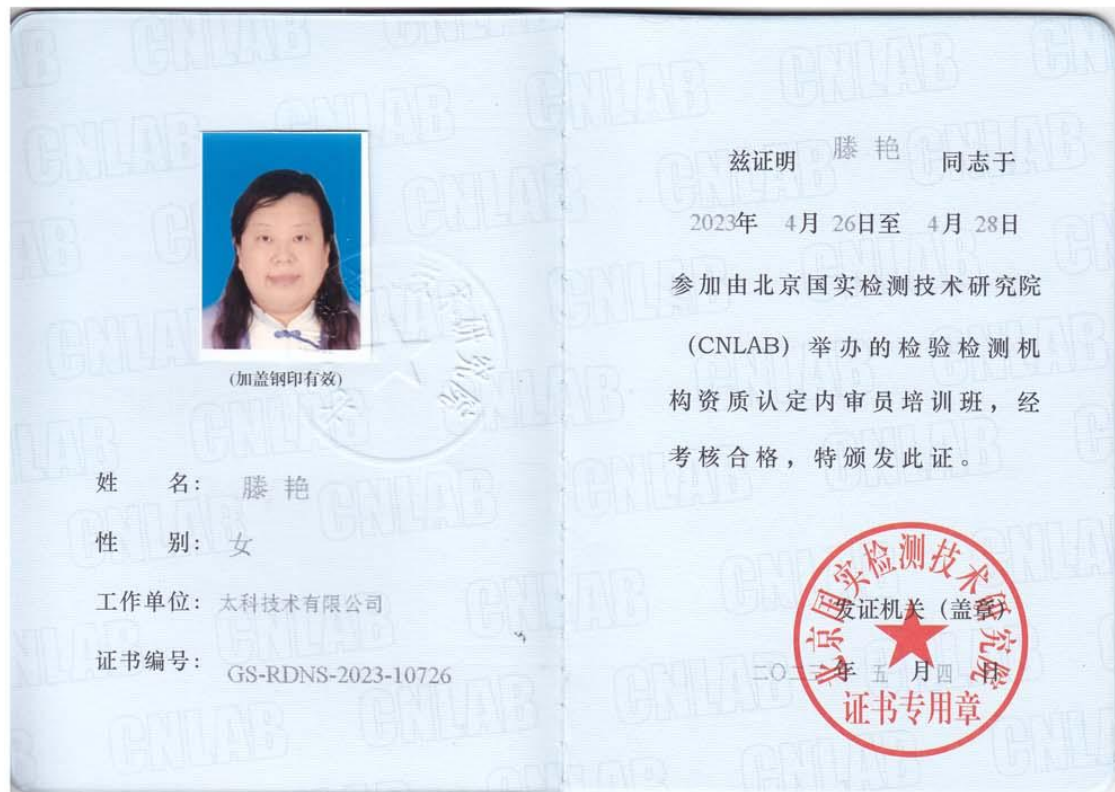 (加盖钢印有效)
姓 名： 滕 艳
性 别： 女
工作单位： 太科技术有限公司
证书编号： GS-RDNS-2023-10726
兹证明 滕 艳 同志于
2023年 4月 26日至 4月 28日
参加由北京国实检测技术研究院
(CNLAB) 举办的检验检测机
构资质认定内审员培训班，经
考核合格，特颁发此证。
北京国实检测技术研究院
发证机关（盖章）
二〇二三年 五 月四 日
证书专用章
CNLAB